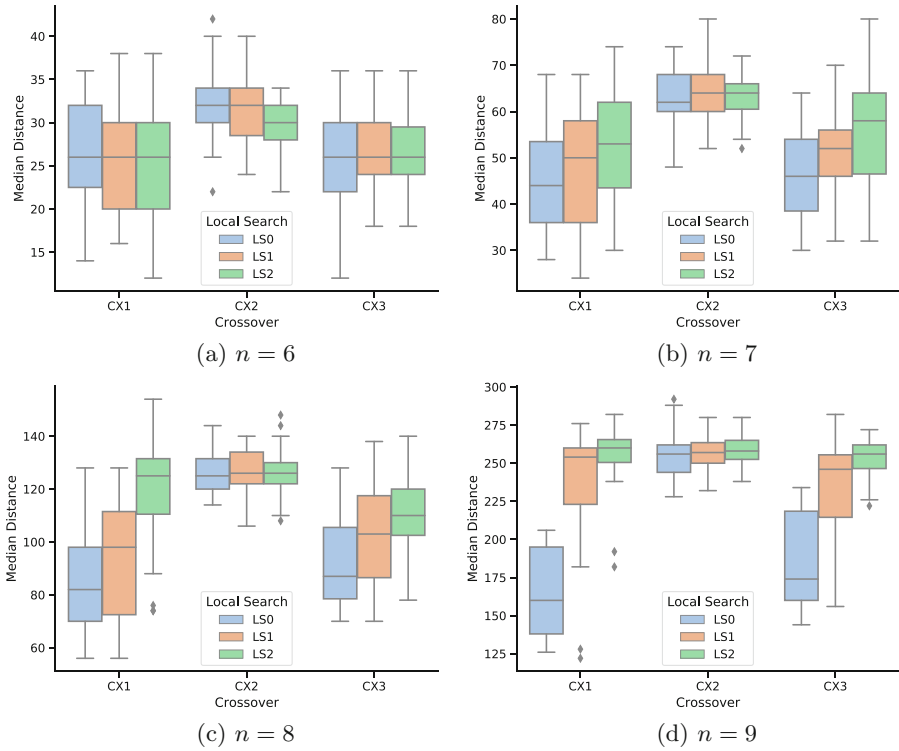 40
35
30
25
20
15
Median Distance
Local Search
LS0
LS1
LS2
CX1
CX2
CX3
Crossover
(a) n = 6
80
70
60
50
40
30
Median Distance
Local Search
LS0
LS1
LS2
CX1
CX2
CX3
Crossover
(b) n = 7
140
120
100
80
60
Median Distance
Local Search
LS0
LS1
LS2
CX1
CX2
CX3
Crossover
(c) n = 8
300
275
250
225
200
175
150
125
Median Distance
Local Search
LS0
LS1
LS2
CX1
CX2
CX3
Crossover
(d) n = 9